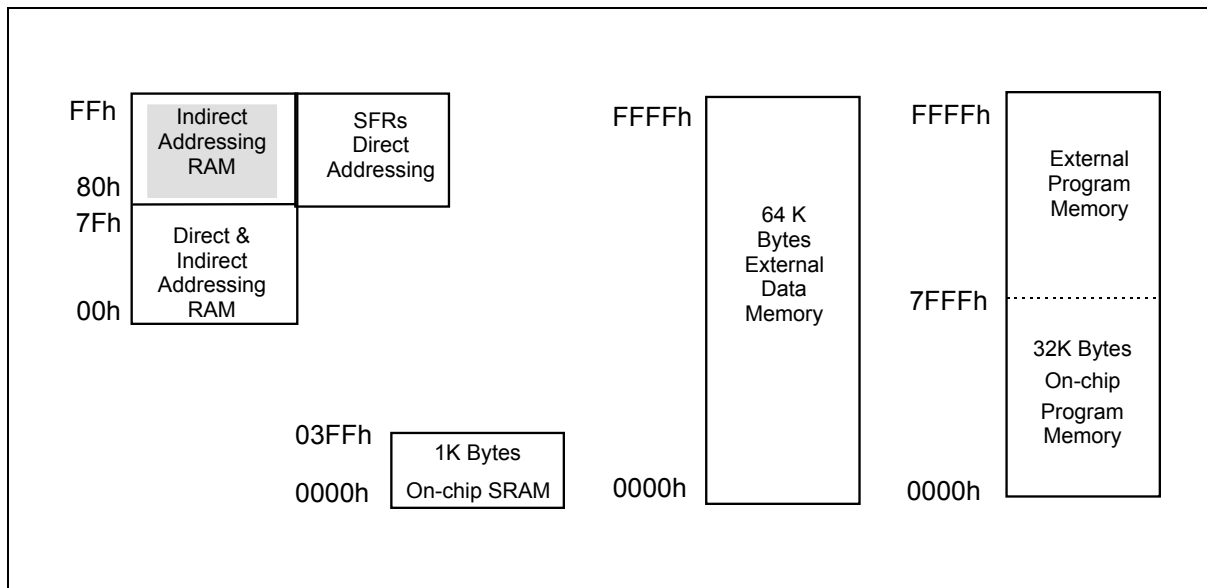 FFh
Indirect
Addressing
RAM
80h
SFRs
Direct
Addressing
7Fh
Direct &
Indirect
Addressing
RAM
00h
03FFh
1K Bytes
On-chip SRAM
0000h
FFFFh
64 K
Bytes
External
Data
Memory
0000h
FFFFh
External
Program
Memory
7FFFh
32K Bytes
On-chip
Program
Memory
0000h